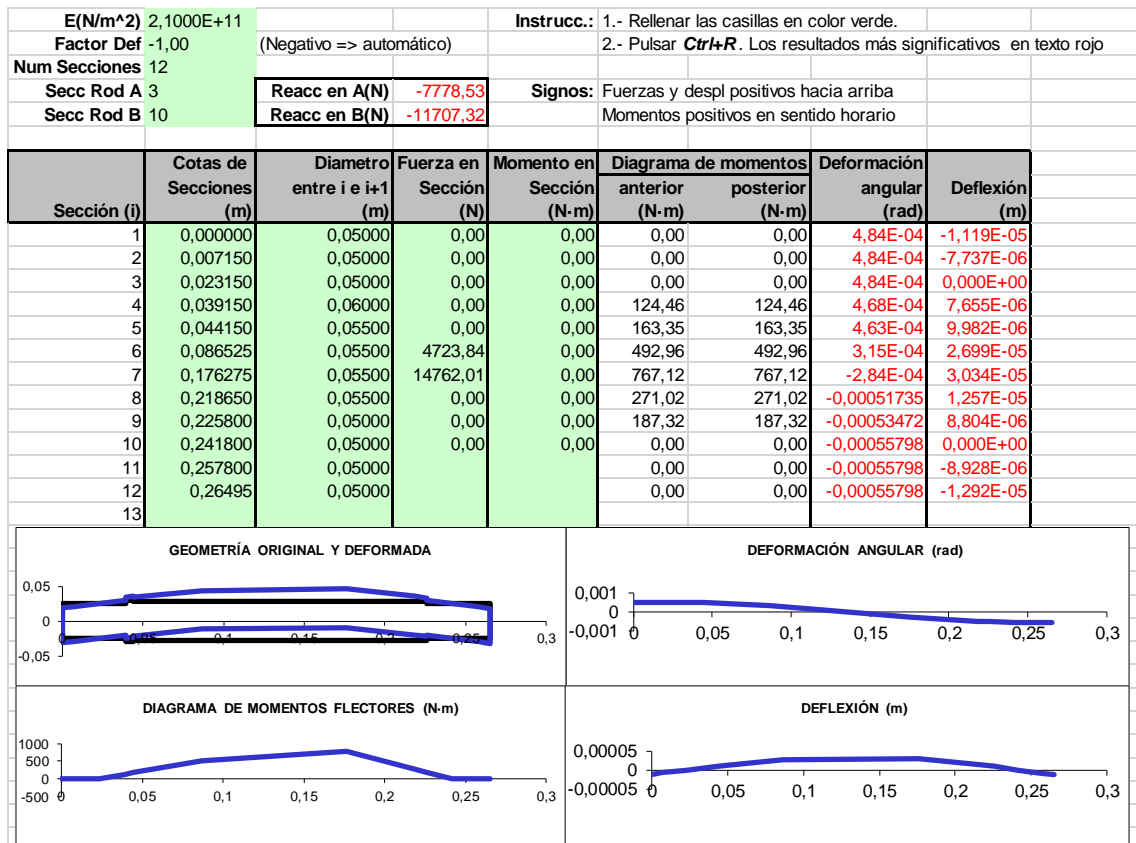 E(N/m^2) 2,1000E+11 Instrucc.: 1.- Rellenar las casillas en color verde.
Factor Def -1,00 (Negativo => automático) 2.- Pulsar Ctrl+R. Los resultados más significativos en texto rojo
Num Secciones 12
Secc Rod A 3 Reacc en A(N) -7778,53 Signos: Fuerzas y despl positivos hacia arriba
Secc Rod B 10 Reacc en B(N) -11707,32 Momentos positivos en sentido horario
Cotas de Diametro Fuerza en Momento en Diagrama de momentos Deformación
Secciones entre i e i+1 Sección Sección anterior posterior angular Deflexión
Sección (i) (m) (m) (N) (N·m) (N·m) (N·m) (rad) (m)
1 0,000000 0,05000 0,00 0,00 0,00 0,00 4,84E-04 -1,119E-05
2 0,007150 0,05000 0,00 0,00 0,00 0,00 4,84E-04 -7,737E-06
3 0,023150 0,05000 0,00 0,00 0,00 0,00 4,84E-04 0,000E+00
4 0,039150 0,06000 0,00 0,00 124,46 124,46 4,68E-04 7,655E-06
5 0,044150 0,05500 0,00 0,00 163,35 163,35 4,63E-04 9,982E-06
6 0,086525 0,05500 4723,84 0,00 492,96 492,96 3,15E-04 2,699E-05
7 0,176275 0,05500 14762,01 0,00 767,12 767,12 -2,84E-04 3,034E-05
8 0,218650 0,05500 0,00 0,00 271,02 271,02 -0,00051735 1,257E-05
9 0,225800 0,05000 0,00 0,00 187,32 187,32 -0,00053472 8,804E-06
10 0,241800 0,05000 0,00 0,00 0,00 0,00 -0,00055798 0,000E+00
11 0,257800 0,05000 0,00 0,00 -0,00055798 -8,928E-06
12 0,26495 0,05000 0,00 0,00 -0,00055798 -1,292E-05
13
GEOMETRÍA ORIGINAL Y DEFORMADA
0,05
0
-0,05
0 0,05 0,1 0,15 0,2 0,25 0,3
DEFORMACIÓN ANGULAR (rad)
0,001
0
-0,001
0 0,05 0,1 0,15 0,2 0,25 0,3
DIAGRAMA DE MOMENTOS FLECTORES (N·m)
1000
500
0
-500
0 0,05 0,1 0,15 0,2 0,25 0,3
DEFLEXIÓN (m)
0,00005
0
-0,00005
0 0,05 0,1 0,15 0,2 0,25 0,3